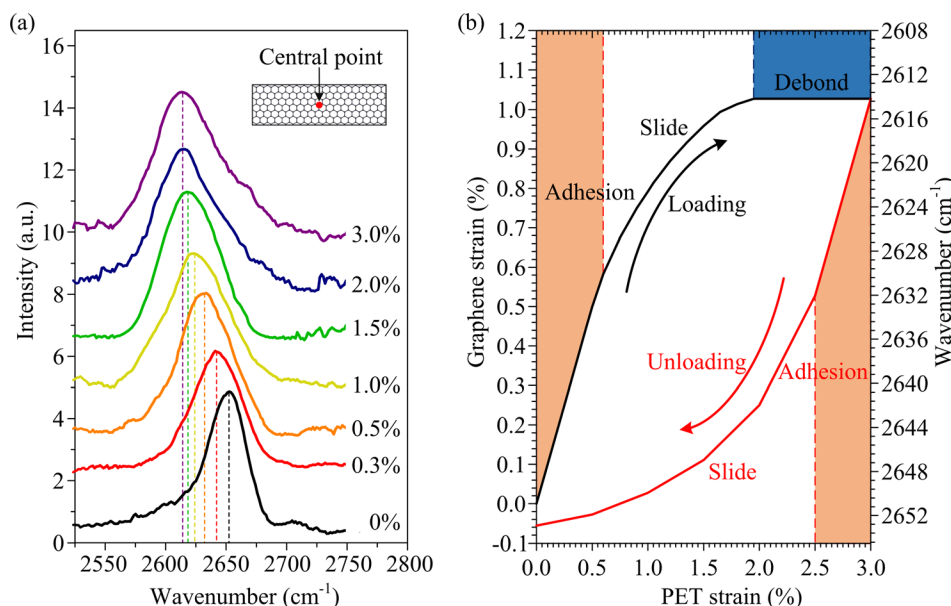 (a)
Intensity (a.u.)
16
14
12
10
8
6
4
2
0
Central point
3.0%
2.0%
1.5%
1.0%
0.5%
0.3%
0%
2550 2600 2650 2700 2750 2800
Wavenumber (cm⁻¹)
(b)
Graphene strain (%)
1.2
1.1
1.0
0.9
0.8
0.7
0.6
0.5
0.4
0.3
0.2
0.1
0.0
-0.1
Debond
Slide
Adhesion
Loading
Unloading
Adhesion
Slide
2608
2612
2616
2620
2624
2628
2632
2636
2640
2644
2648
2652
Wavenumber (cm⁻¹)
0.0 0.5 1.0 1.5 2.0 2.5 3.0
PET strain (%)